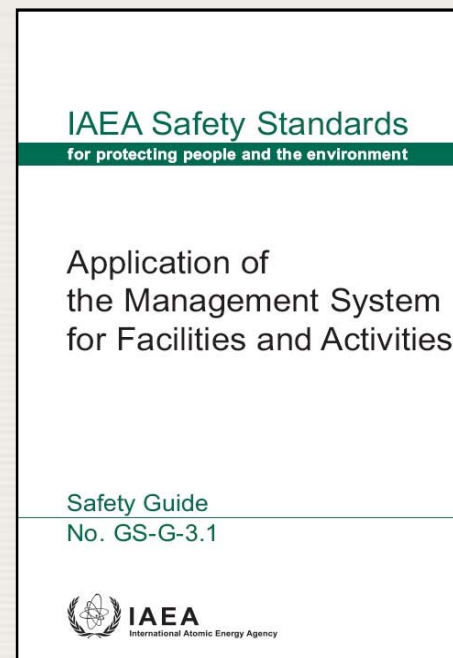 IAEA Safety Standards
for protecting people and the environment
Application of
the Management System
for Facilities and Activities
Safety Guide
No. GS-G-3.1
IAEA
International Atomic Energy Agency